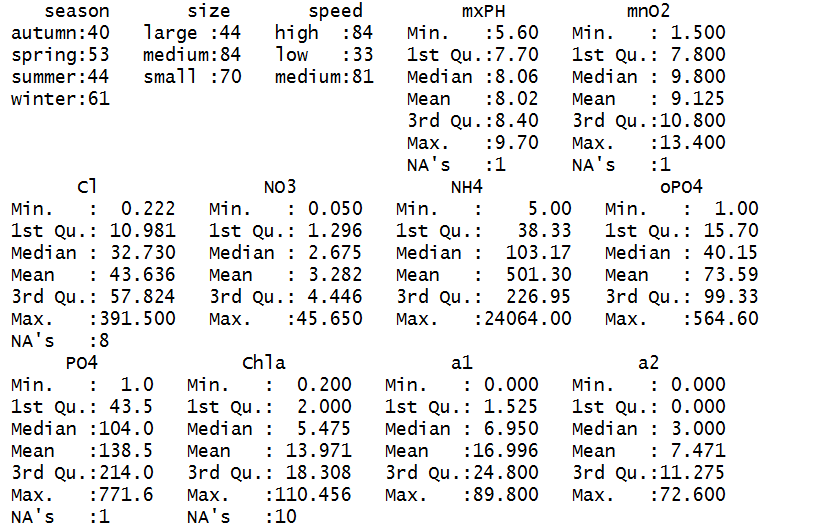 season          size         speed          mxPH           mnO2
autumn:40   large :44   high  :84   Min.   :5.60   Min.   : 1.500
spring:53   medium:84   low   :33   1st Qu.:7.70   1st Qu.: 7.800
summer:44   small :70   medium:81   Median :8.06   Median : 9.800
winter:61                           Mean   :8.02   Mean   : 9.125
                                    3rd Qu.:8.40   3rd Qu.:10.800
                                    Max.   :9.70   Max.   :13.400
                                    NA's   :1      NA's   :1
      Cl               NO3              NH4                oPO4
Min.   :  0.222   Min.   : 0.050   Min.   :    5.00   Min.   :  1.00
1st Qu.: 10.981   1st Qu.: 1.296   1st Qu.:   38.33   1st Qu.: 15.70
Median : 32.730   Median : 2.675   Median :  103.17   Median : 40.15
Mean   : 43.636   Mean   : 3.282   Mean   :  501.30   Mean   : 73.59
3rd Qu.: 57.824   3rd Qu.: 4.446   3rd Qu.:  226.95   3rd Qu.: 99.33
Max.   :391.500   Max.   :45.650   Max.   :24064.00   Max.   :564.60
NA's   :8
     PO4             Chla               a1               a2
Min.   :  1.0   Min.   :  0.200   Min.   : 0.000   Min.   : 0.000
1st Qu.: 43.5   1st Qu.:  2.000   1st Qu.: 1.525   1st Qu.: 0.000
Median :104.0   Median :  5.475   Median : 6.950   Median : 3.000
Mean   :138.5   Mean   : 13.971   Mean   :16.996   Mean   : 7.471
3rd Qu.:214.0   3rd Qu.: 18.308   3rd Qu.:24.800   3rd Qu.:11.275
Max.   :771.6   Max.   :110.456   Max.   :89.800   Max.   :72.600
NA's   :1       NA's   :10